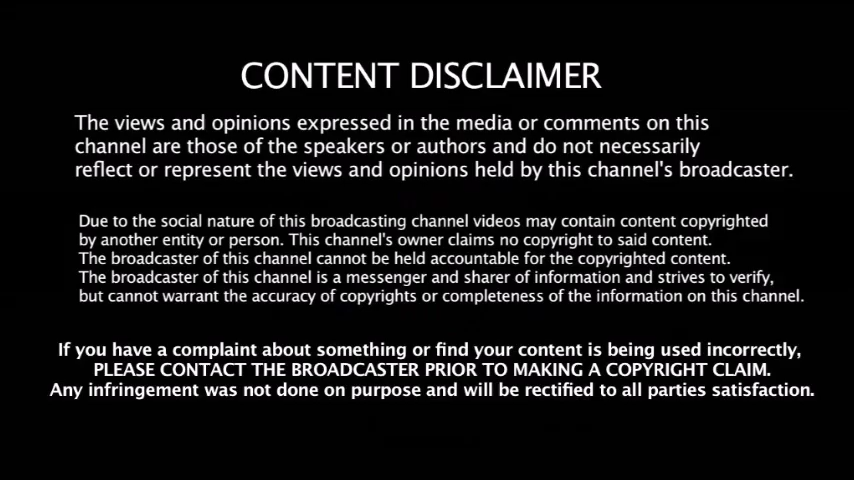 CONTENT DISCLAIMER
The views and opinions expressed in the media or comments on this
channel are those of the speakers or authors and do not necessarily
reflect or represent the views and opinions held by this channel's broadcaster.
Due to the social nature of this broadcasting channel videos may contain content copyrighted
by another entity or person. This channel's owner claims no copyright to said content.
The broadcaster of this channel cannot be held accountable for the copyrighted content.
The broadcaster of this channel is a messenger and sharer of information and strives to verify,
but cannot warrant the accuracy of copyrights or completeness of the information on this channel.
If you have a complaint about something or find your content is being used incorrectly,
PLEASE CONTACT THE BROADCASTER PRIOR TO MAKING A COPYRIGHT CLAIM.
Any infringement was not done on purpose and will be rectified to all parties satisfaction.